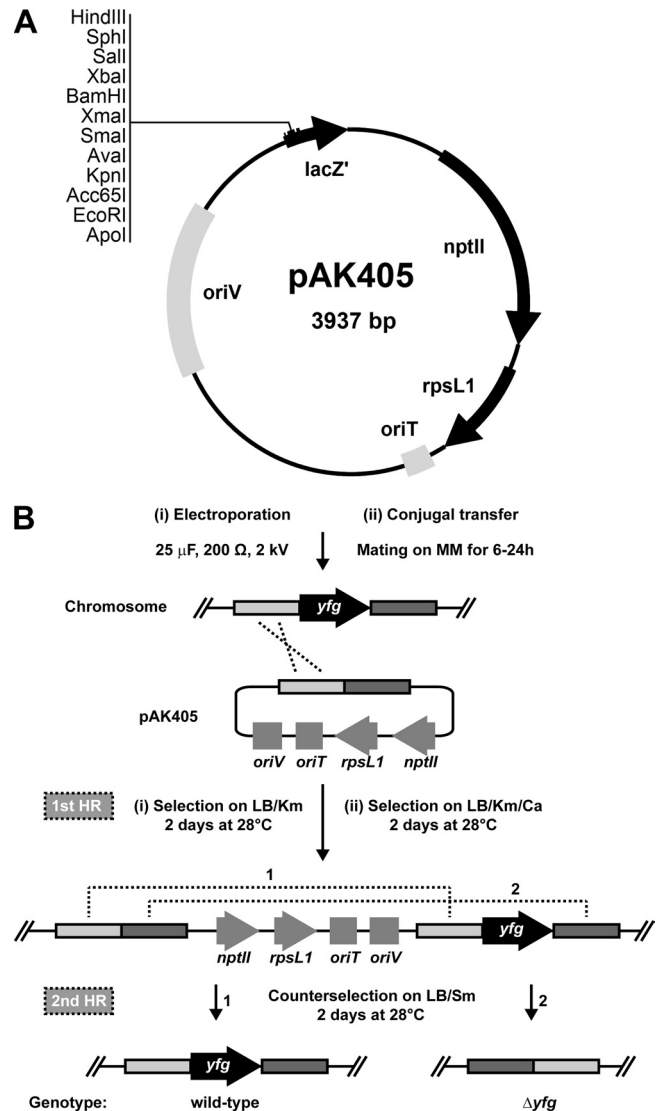 A
HindIII
SphI
SalI
XbaI
BamHI
XmaI
SmaI
AvaI
KpnI
Acc65I
EcoRI
ApoI
lacZ'
nptII
oriV
pAK405
3937 bp
rpsL1
oriT
B
(i) Electroporation
(ii) Conjugal transfer
25 μF, 200 Ω, 2 kV
Mating on MM for 6-24h
Chromosome
yfg
pAK405
oriV oriT rpsL1 nptII
1st HR
(i) Selection on LB/Km
2 days at 28°C
(ii) Selection on LB/Km/Ca
2 days at 28°C
1
2
yfg
nptII rpsL1 oriT oriV
2nd HR
1
Counterselection on LB/Sm
2 days at 28°C
2
yfg
Genotype: wild-type Δyfg